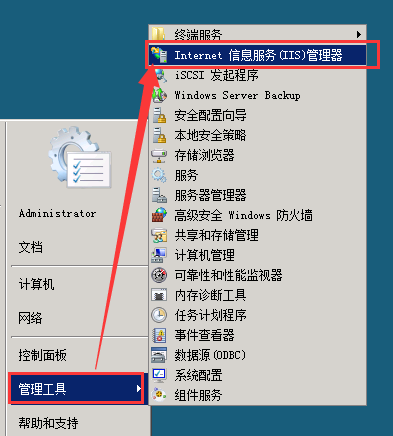 终端服务
Internet 信息服务(IIS)管理器
iSCSI 发起程序
Windows Server Backup
安全配置向导
本地安全策略
存储浏览器
服务
服务器管理器
高级安全 Windows 防火墙
共享和存储管理
计算机管理
可靠性和性能监视器
内存诊断工具
任务计划程序
事件查看器
数据源(ODBC)
系统配置
组件服务
Administrator
文档
计算机
网络
控制面板
管理工具
帮助和支持